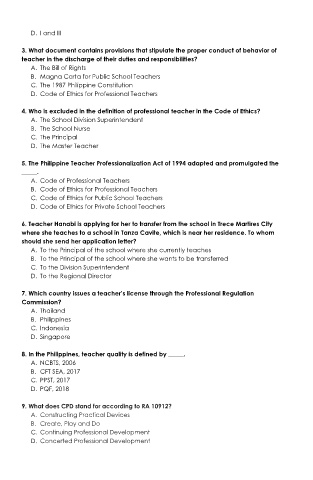 D. I and III
3. What document contains provisions that stipulate the proper conduct of behavior of
teacher in the discharge of their duties and responsibilities?
A. The Bill of Rights
B. Magna Carta for Public School Teachers
C. The 1987 Philippine Constitution
D. Code of Ethics for Professional Teachers
4. Who is excluded in the definition of professional teacher in the Code of Ethics?
A. The School Division Superintendent
B. The School Nurse
C. The Principal
D. The Master Teacher
5. The Philippine Teacher Professionalization Act of 1994 adapted and promulgated the
_____.
A. Code of Professional Teachers
B. Code of Ethics for Professional Teachers
C. Code of Ethics for Public School Teachers
D. Code of Ethics for Private School Teachers
6. Teacher Hanabi is applying for her to transfer from the school in Trece Martires City
where she teaches to a school in Tanza Cavite, which is near her residence. To whom
should she send her application letter?
A. To the Principal of the school where she currently teaches
B. To the Principal of the school where she wants to be transferred
C. To the Division Superintendent
D. To the Regional Director
7. Which country issues a teacher's license through the Professional Regulation
Commission?
A. Thailand
B. Philippines
C. Indonesia
D. Singapore
8. In the Philippines, teacher quality is defined by _____.
A. NCBTS, 2006
B. CFT SEA, 2017
C. PPST, 2017
D. PQF, 2018
9. What does CPD stand for according to RA 10912?
A. Constructing Practical Devices
B. Create, Play and Do
C. Continuing Professional Development
D. Concerted Professional Development